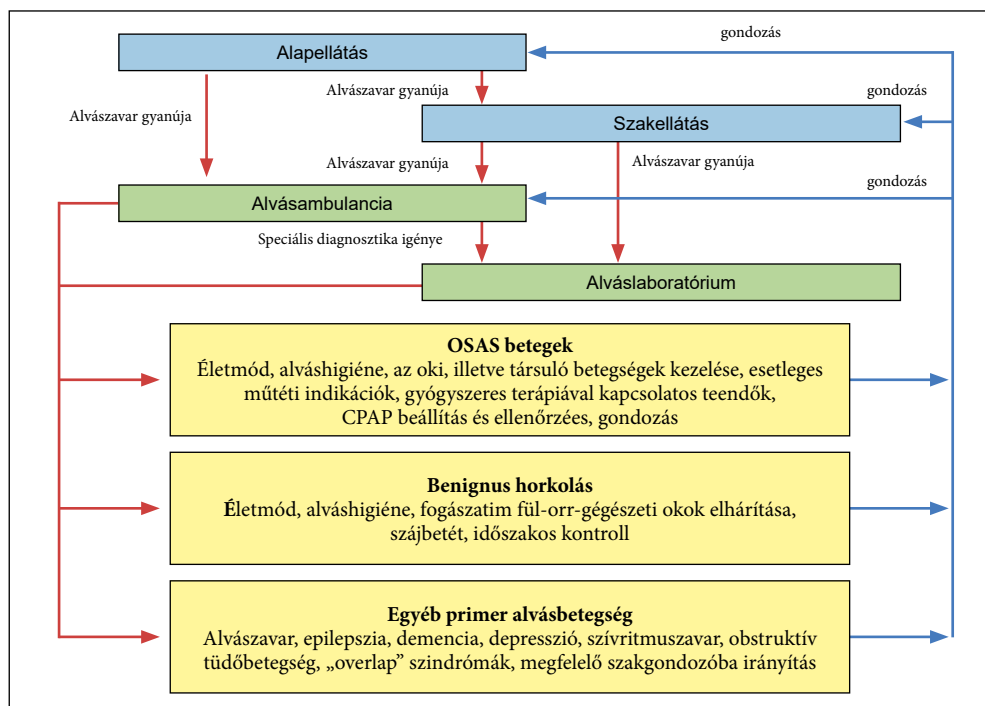 gondozás
Alapellátás
Alvászavar gyanúja
gondozás
Alvászavar gyanúja
Szakellátás
Alvászavar gyanúja
Alvászavar gyanúja
gondozás
Alvásambulancia
Speciális diagnosztika igénye
Alváslaboratórium
OSAS betegek
Életmód, alváshigiéne, az oki, illetve társuló betegségek kezelése, esetleges
műtéti indikációk, gyógyszeres terápiával kapcsolatos teendők,
CPAP beállítás és ellenőrzées, gondozás
Benignus horkolás
Életmód, alváshigiéne, fogászatim fül-orr-gégészeti okok elhárítása,
szájbetét, időszakos kontroll
Egyéb primer alvásbetegség
Alvászavar, epilepszia, demencia, depresszió, szívritmuszavar, obstruktív
tüdőbetegség, „overlap” szindrómák, megfelelő szakgondozóba irányítás